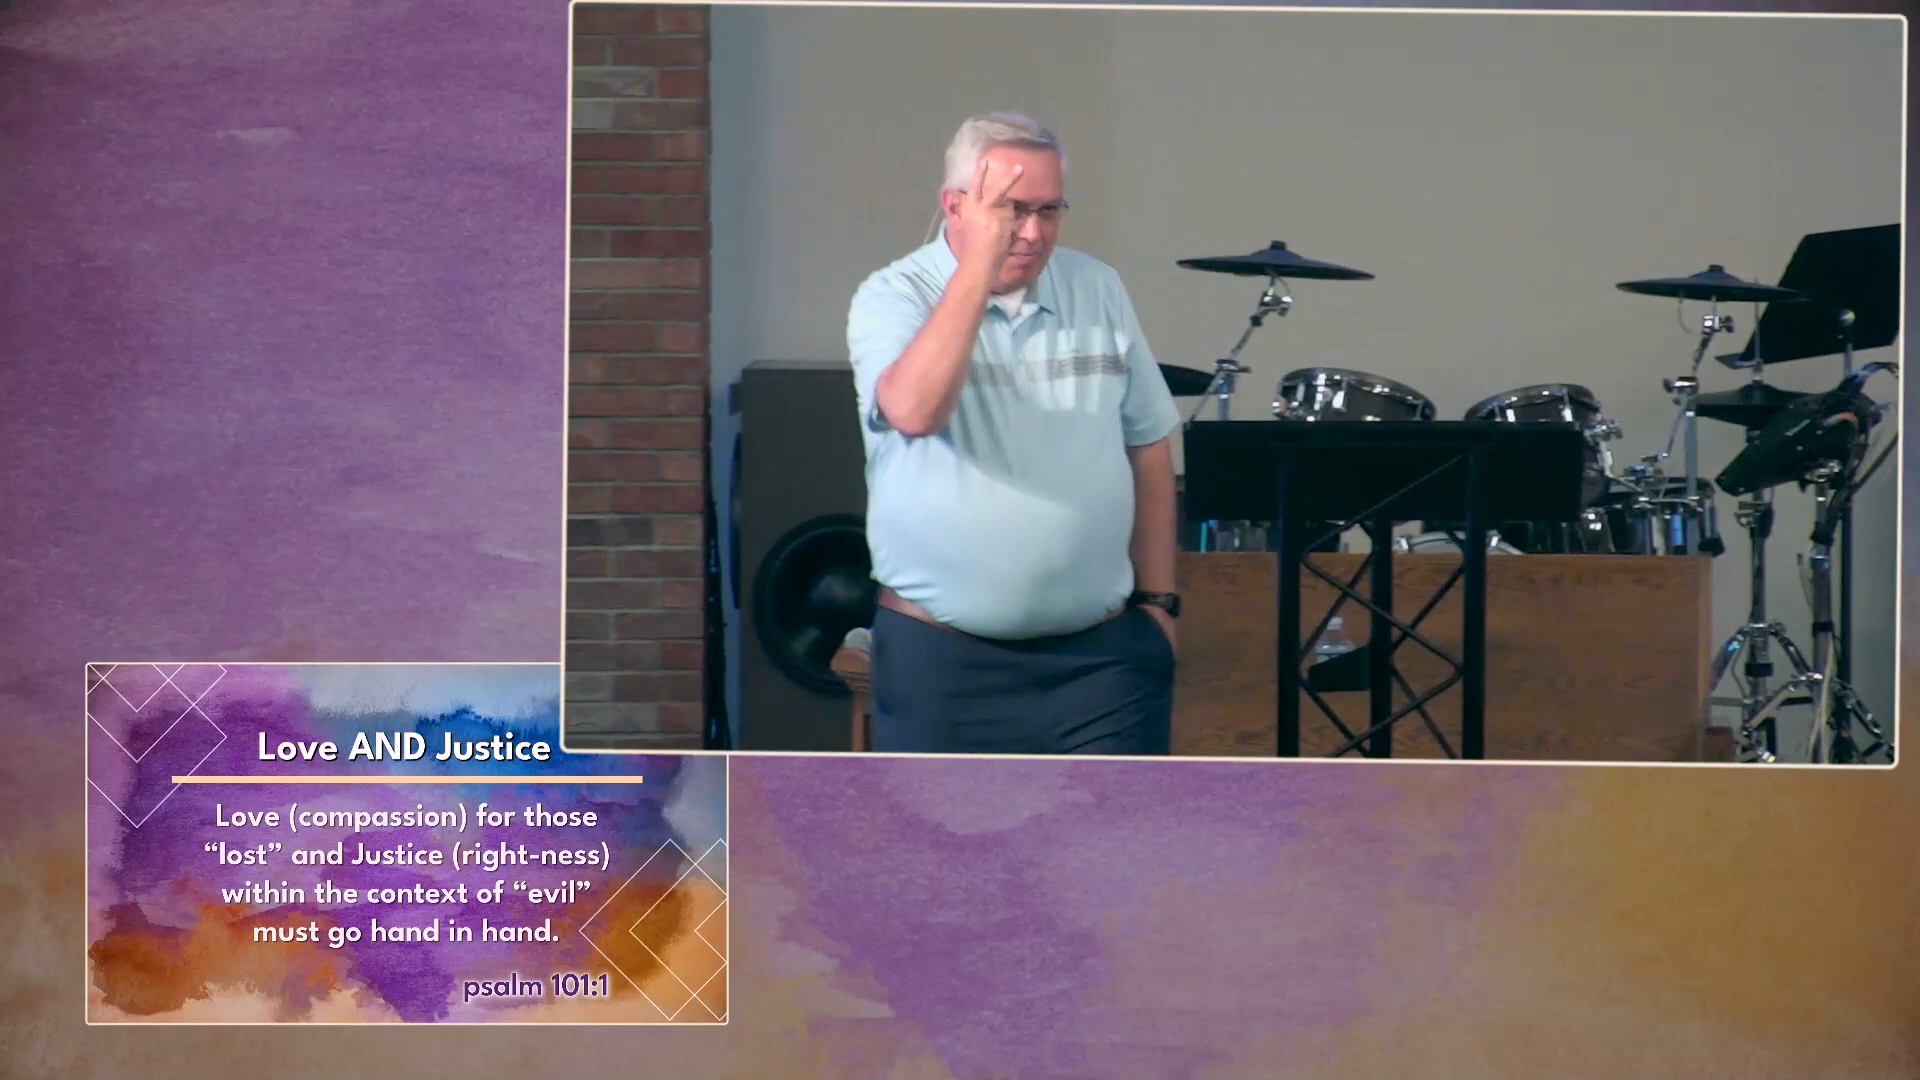 Love AND Justice
Love (compassion) for those
“lost” and Justice (right-ness)
within the context of “evil”
must go hand in hand.
psalm 101:1